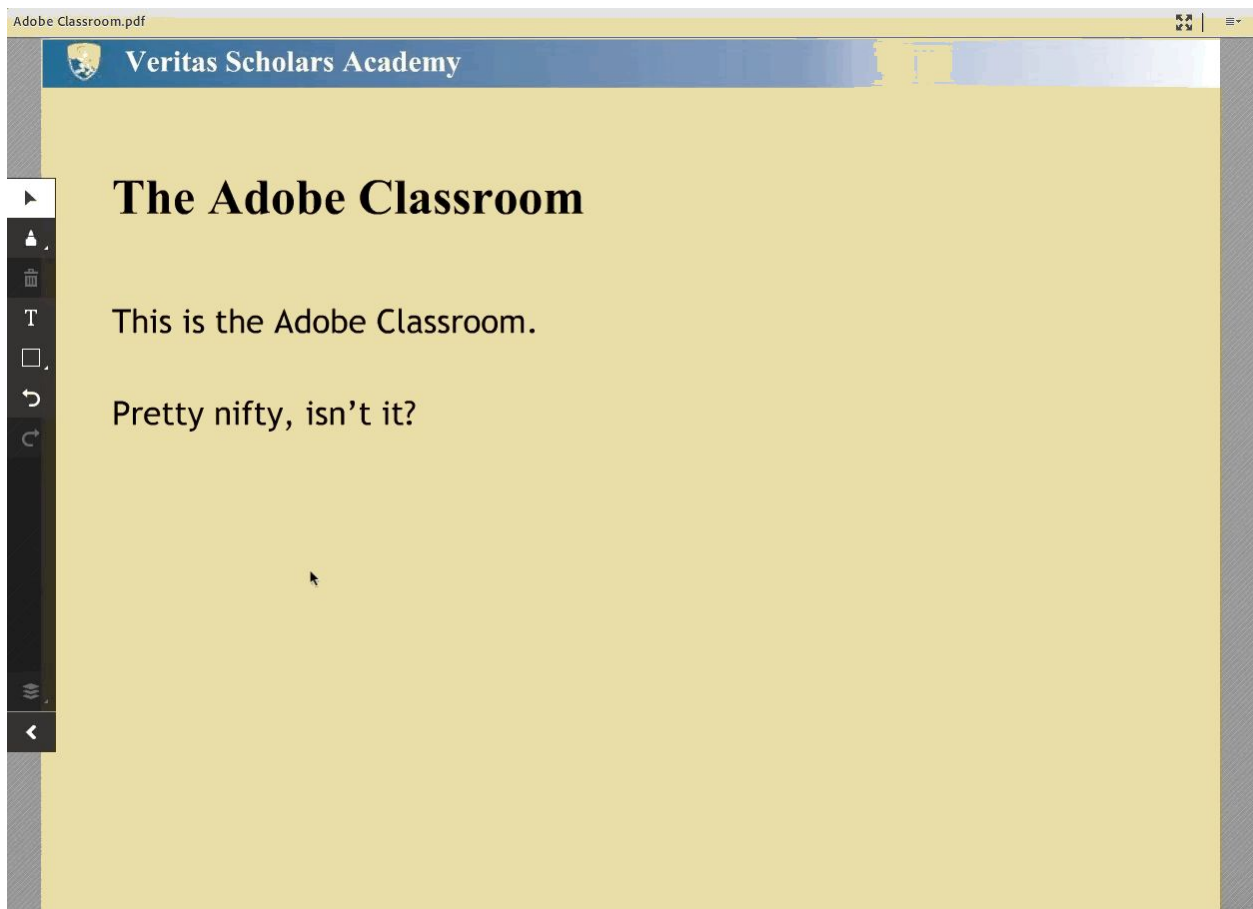 Adobe Classroom.pdf
Veritas Scholars Academy
The Adobe Classroom
This is the Adobe Classroom.
Pretty nifty, isn’t it?
T